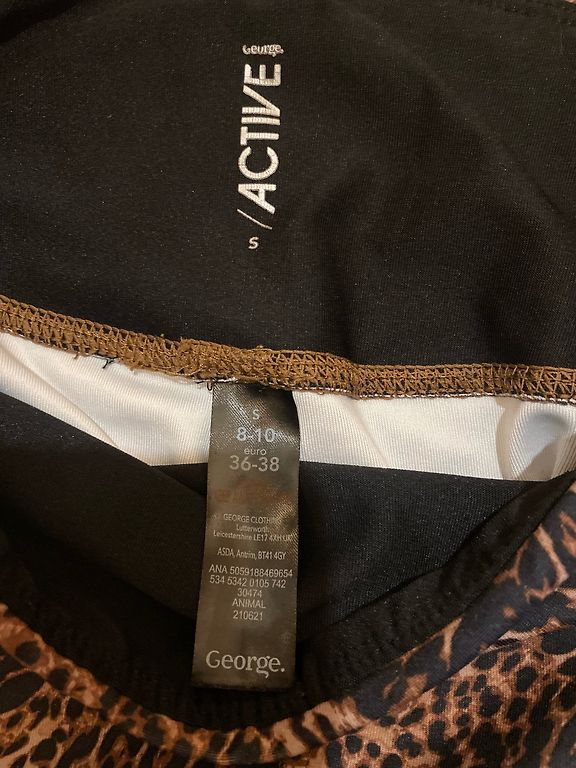 George.
/ACTIVE
S
S
8-10
euro
36-38
GEORGE CLOTHING
Lutterworth
Leicestershire LE17 4XH UK
ASDA, Antrim, BT41 4GY
ANA 5059188469654
534 5342 0105 742
30474
ANIMAL
210621
George.